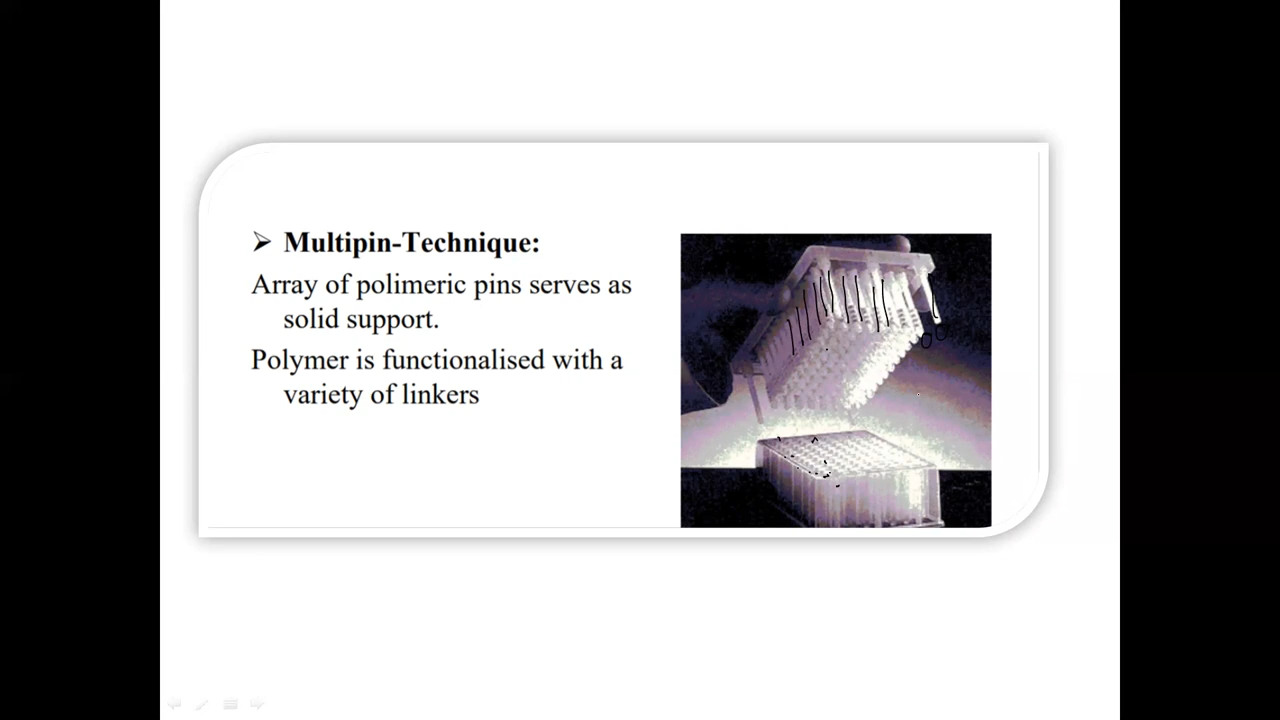 ➢ Multipin-Technique:
Array of polimeric pins serves as
solid support.
Polymer is functionalised with a
variety of linkers